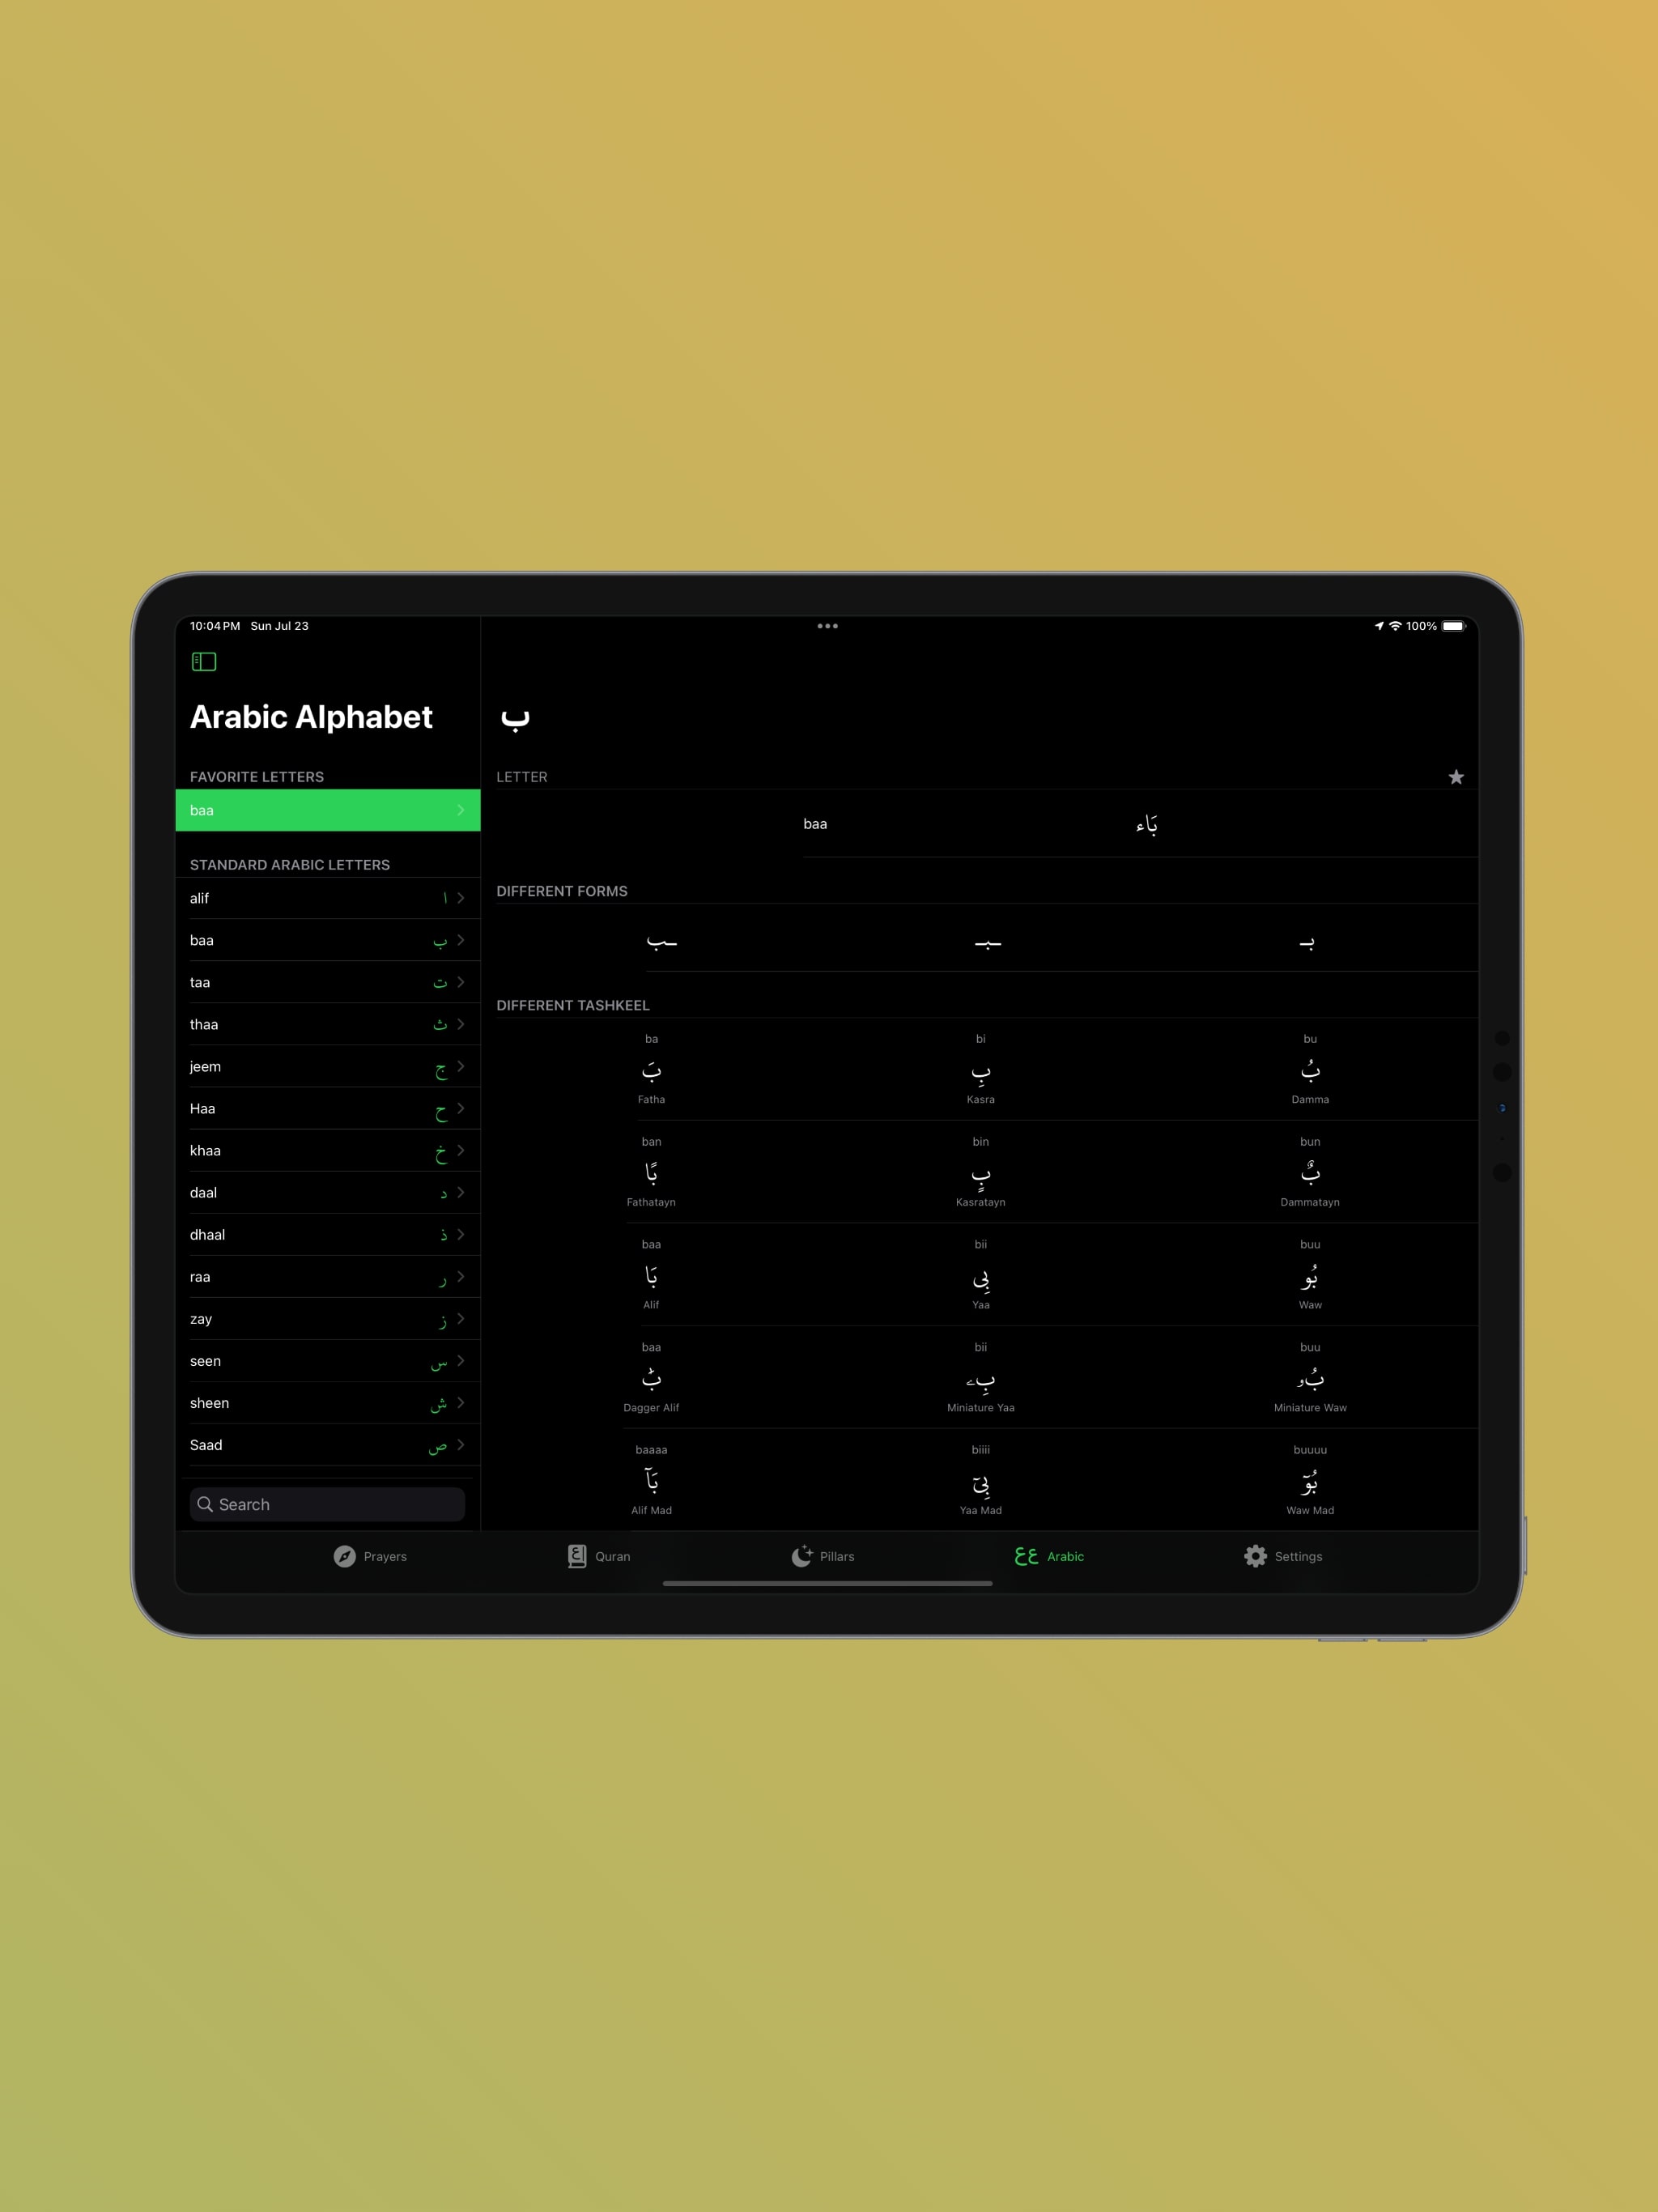 10:04 PM Sun Jul 23
100%
Arabic Alphabet
FAVORITE LETTERS
baa
STANDARD ARABIC LETTERS
alif ا
baa ب
taa ت
thaa ث
jeem ج
Haa ح
khaa خ
daal د
dhaal ذ
raa ر
zay ز
seen س
sheen ش
Saad ص
Search
ب
LETTER
baa بَاء
DIFFERENT FORMS
ـب ـبـ بـ
DIFFERENT TASHKEEL
ba bi bu
بَ بِ بُ
Fatha Kasra Damma
ban bin bun
بًا بٍ بٌ
Fathatayn Kasratayn Dammatayn
baa bii buu
بَا بِي بُو
Alif Yaa Waw
baa bii buu
بٰ بِۦ بُۥ
Dagger Alif Miniature Yaa Miniature Waw
baaaa biiii buuuu
بَآ بِيٓ بُوٓ
Alif Mad Yaa Mad Waw Mad
Prayers Quran Pillars Arabic Settings